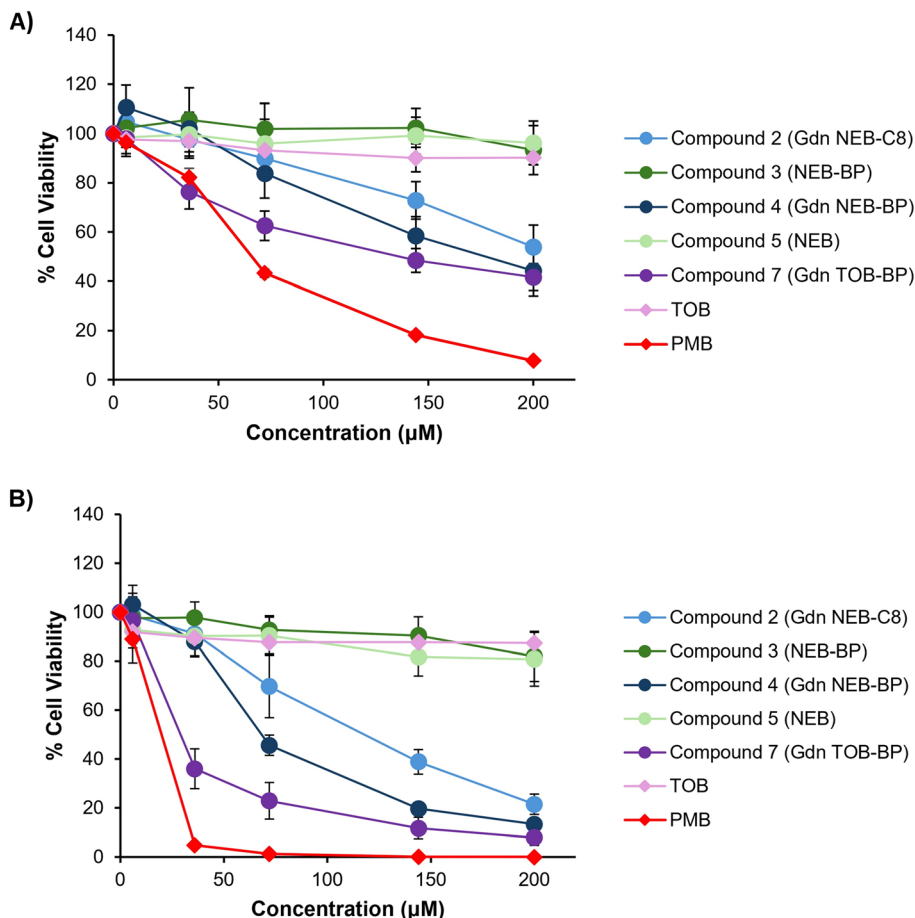 A)
140
120
100
80
60
40
20
0
% Cell Viability
0 50 100 150 200
Concentration (µM)
Compound 2 (Gdn NEB-C8)
Compound 3 (NEB-BP)
Compound 4 (Gdn NEB-BP)
Compound 5 (NEB)
Compound 7 (Gdn TOB-BP)
TOB
PMB
B)
140
120
100
80
60
40
20
0
% Cell Viability
0 50 100 150 200
Concentration (µM)
Compound 2 (Gdn NEB-C8)
Compound 3 (NEB-BP)
Compound 4 (Gdn NEB-BP)
Compound 5 (NEB)
Compound 7 (Gdn TOB-BP)
TOB
PMB